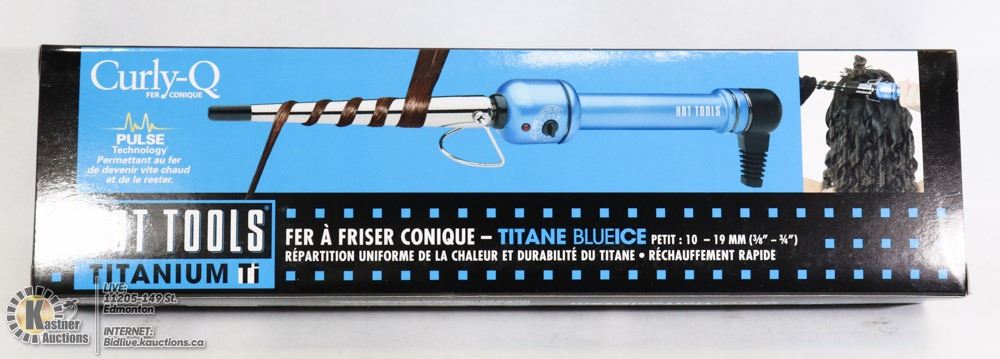 Curly-Q
FER CONIQUE
PULSE
Technology
Permettant au fer
de devenir vite chaud
et de le rester.
HOT TOOLS
HOT TOOLS®
TITANIUM Ti
FER À FRISER CONIQUE – TITANE BLUEICE PETIT : 10 – 19 MM (3/8" – 3/4")
RÉPARTITION UNIFORME DE LA CHALEUR ET DURABILITÉ DU TITANE • RÉCHAUFFEMENT RAPIDE
Kastner
Auctions
LIVE:
11205-149 St.
Edmonton
INTERNET:
Bidlive.kauctions.ca